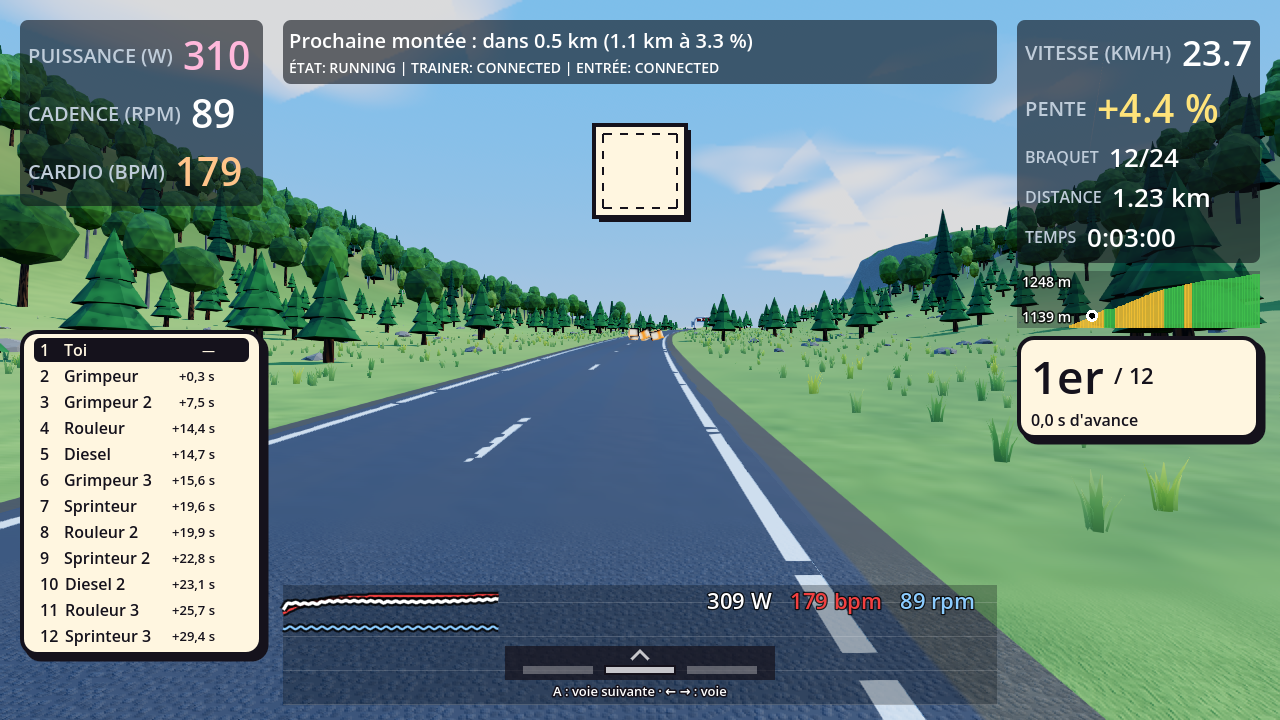 PUISSANCE (W) 310
CADENCE (RPM) 89
CARDIO (BPM) 179
Prochaine montée : dans 0.5 km (1.1 km à 3.3 %)
ÉTAT: RUNNING | TRAINER: CONNECTED | ENTRÉE: CONNECTED
VITESSE (KM/H) 23.7
PENTE +4.4 %
BRAQUET 12/24
DISTANCE 1.23 km
TEMPS 0:03:00
1248 m
1139 m
1er / 12
0,0 s d'avance
1 Toi —
2 Grimpeur +0,3 s
3 Grimpeur 2 +7,5 s
4 Rouleur +14,4 s
5 Diesel +14,7 s
6 Grimpeur 3 +15,6 s
7 Sprinteur +19,6 s
8 Rouleur 2 +19,9 s
9 Sprinteur 2 +22,8 s
10 Diesel 2 +23,1 s
11 Rouleur 3 +25,7 s
12 Sprinteur 3 +29,4 s
309 W 179 bpm 89 rpm
A : voie suivante · ← → : voie